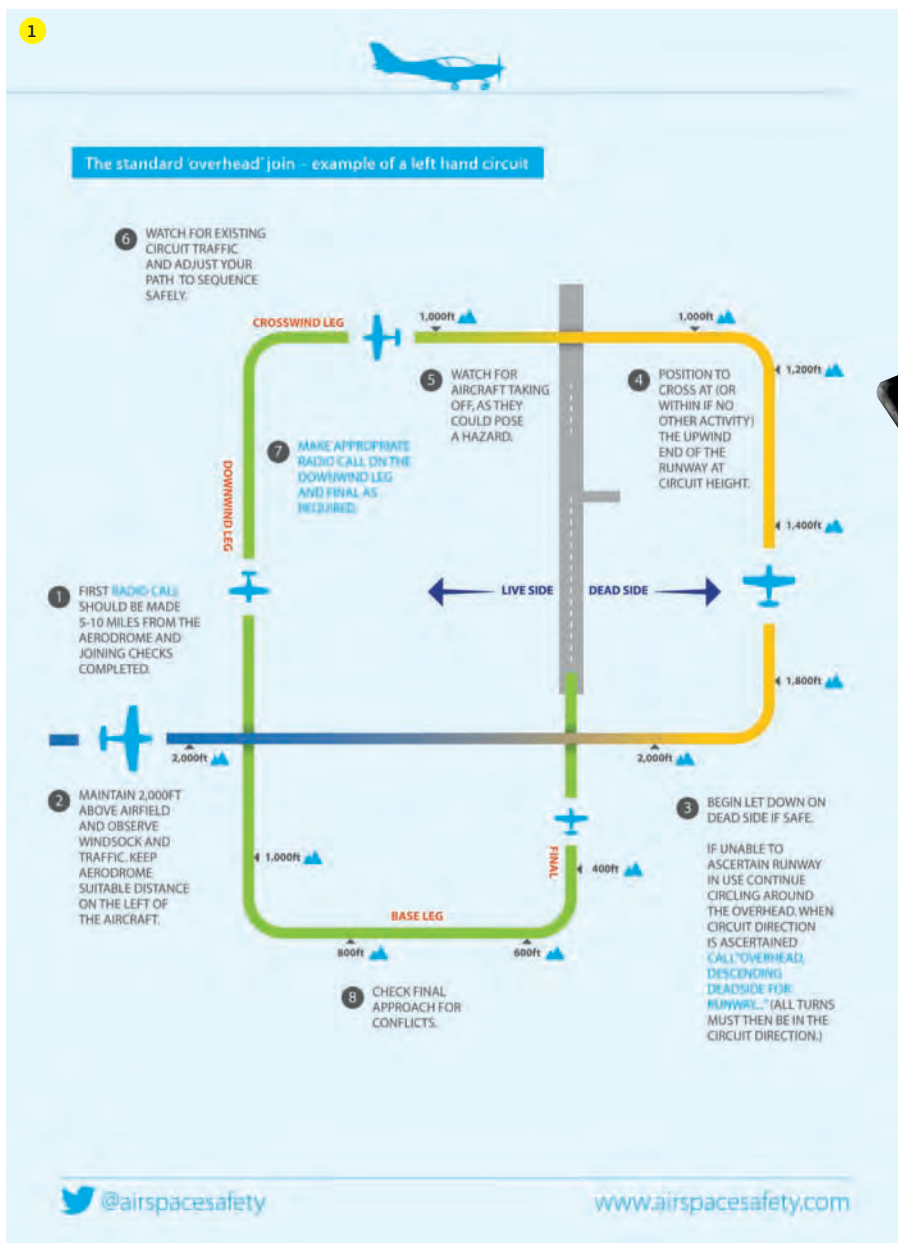 1
The standard 'overhead' join – example of a left hand circuit
6
WATCH FOR EXISTING
CIRCUIT TRAFFIC
AND ADJUST YOUR
PATH TO SEQUENCE
SAFELY.
CROSSWIND LEG
1,000ft
1,000ft
1,200ft
5
WATCH FOR
AIRCRAFT TAKING
OFF, AS THEY
COULD POSE
A HAZARD.
4
POSITION TO
CROSS AT (OR
WITHIN IF NO
OTHER ACTIVITY)
THE UPWIND
END OF THE
RUNWAY AT
CIRCUIT HEIGHT.
7
MAKE APPROPRIATE
RADIO CALL ON THE
DOWNWIND LEG
AND FINAL AS
REQUIRED.
DOWNWIND LEG
1,400ft
1
FIRST RADIO CALL
SHOULD BE MADE
5-10 MILES FROM THE
AERODROME AND
JOINING CHECKS
COMPLETED.
LIVE SIDE
DEAD SIDE
1,800ft
2,000ft
2,000ft
2
MAINTAIN 2,000FT
ABOVE AIRFIELD
AND OBSERVE
WINDSOCK AND
TRAFFIC. KEEP
AERODROME
SUITABLE DISTANCE
ON THE LEFT OF
THE AIRCRAFT.
3
BEGIN LET DOWN ON
DEAD SIDE IF SAFE.
IF UNABLE TO
ASCERTAIN RUNWAY
IN USE CONTINUE
CIRCLING AROUND
THE OVERHEAD. WHEN
CIRCUIT DIRECTION
IS ASCERTAINED
CALL "OVERHEAD,
DESCENDING
DEADSIDE FOR
RUNWAY..." (ALL TURNS
MUST THEN BE IN THE
CIRCUIT DIRECTION.)
1,000ft
FINAL
400ft
BASE LEG
800ft
600ft
8
CHECK FINAL
APPROACH FOR
CONFLICTS.
@airspacesafety
www.airspacesafety.com